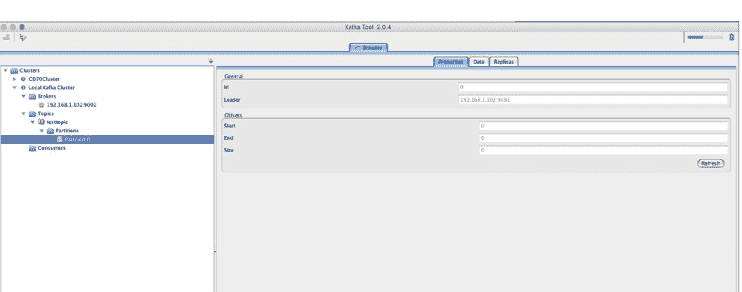 Kafka Tool 2.0.4
Browser
Clusters
CD70Cluster
Local Kafka Cluster
Brokers
192.168.1.102:9092
Topics
testtopic
Partitions
Partition 0
Consumers
Properties Data Replicas
General
Id 0
Leader 192.168.1.102:9092
Offsets
Start 0
End 0
Size 0
Refresh